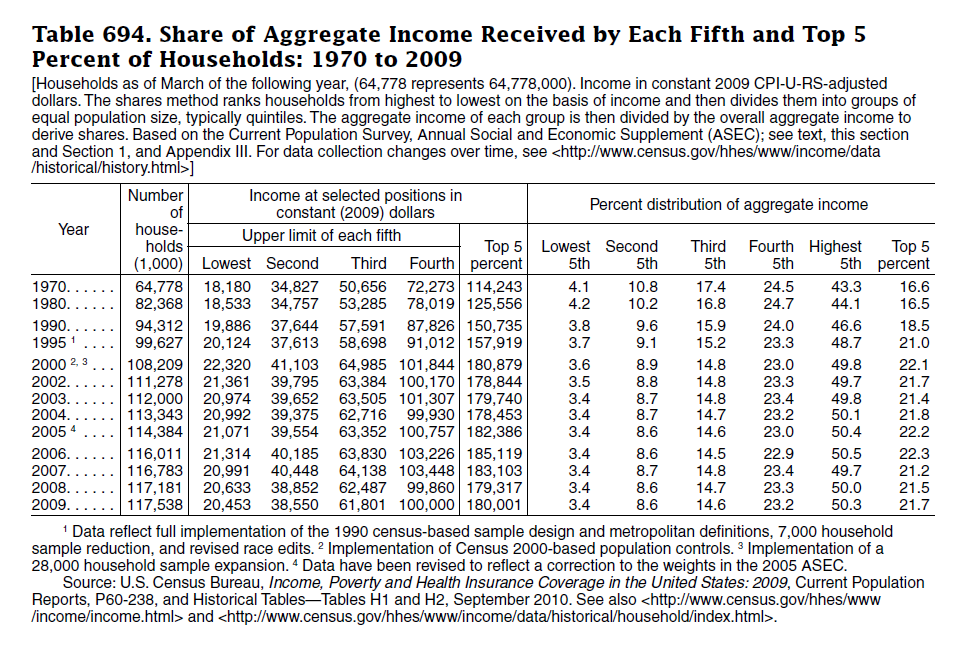 Table 694. Share of Aggregate Income Received by Each Fifth and Top 5
Percent of Households: 1970 to 2009
[Households as of March of the following year, (64,778 represents 64,778,000). Income in constant 2009 CPI-U-RS-adjusted
dollars. The shares method ranks households from highest to lowest on the basis of income and then divides them into groups of
equal population size, typically quintiles. The aggregate income of each group is then divided by the overall aggregate income to
derive shares. Based on the Current Population Survey, Annual Social and Economic Supplement (ASEC); see text, this section
and Section 1, and Appendix III. For data collection changes over time, see <http://www.census.gov/hhes/www/income/data
/historical/history.html>]
Year
Number
of
house-
holds
(1,000)
Income at selected positions in
constant (2009) dollars
Upper limit of each fifth
Lowest Second Third Fourth
Top 5
percent
Percent distribution of aggregate income
Lowest Second Third Fourth Highest Top 5
5th 5th 5th 5th 5th percent
1970. . . . . . 64,778 18,180 34,827 50,656 72,273 114,243 4.1 10.8 17.4 24.5 43.3 16.6
1980. . . . . . 82,368 18,533 34,757 53,285 78,019 125,556 4.2 10.2 16.8 24.7 44.1 16.5
1990. . . . . . 94,312 19,886 37,644 57,591 87,826 150,735 3.8 9.6 15.9 24.0 46.6 18.5
1995 ¹ . . . . 99,627 20,124 37,613 58,698 91,012 157,919 3.7 9.1 15.2 23.3 48.7 21.0
2000 ²,³ . . . 108,209 22,320 41,103 64,985 101,844 180,879 3.6 8.9 14.8 23.0 49.8 22.1
2002. . . . . . 111,278 21,361 39,795 63,384 100,170 178,844 3.5 8.8 14.8 23.3 49.7 21.7
2003. . . . . . 112,000 20,974 39,652 63,505 101,307 179,740 3.4 8.7 14.8 23.4 49.8 21.4
2004. . . . . . 113,343 20,992 39,375 62,716 99,930 178,453 3.4 8.7 14.7 23.2 50.1 21.8
2005 ⁴ . . . . 114,384 21,071 39,554 63,352 100,757 182,386 3.4 8.6 14.6 23.0 50.4 22.2
2006. . . . . . 116,011 21,314 40,185 63,830 103,226 185,119 3.4 8.6 14.5 22.9 50.5 22.3
2007. . . . . . 116,783 20,991 40,448 64,138 103,448 183,103 3.4 8.7 14.8 23.4 49.7 21.2
2008. . . . . . 117,181 20,633 38,852 62,487 99,860 179,317 3.4 8.6 14.7 23.3 50.0 21.5
2009. . . . . . 117,538 20,453 38,550 61,801 100,000 180,001 3.4 8.6 14.6 23.2 50.3 21.7
¹ Data reflect full implementation of the 1990 census-based sample design and metropolitan definitions, 7,000 household
sample reduction, and revised race edits. ² Implementation of Census 2000-based population controls. ³ Implementation of a
28,000 household sample expansion. ⁴ Data have been revised to reflect a correction to the weights in the 2005 ASEC.
Source: U.S. Census Bureau, Income, Poverty and Health Insurance Coverage in the United States: 2009, Current Population
Reports, P60-238, and Historical Tables—Tables H1 and H2, September 2010. See also <http://www.census.gov/hhes/www
/income/income.html> and <http://www.census.gov/hhes/www/income/data/historical/household/index.html>.